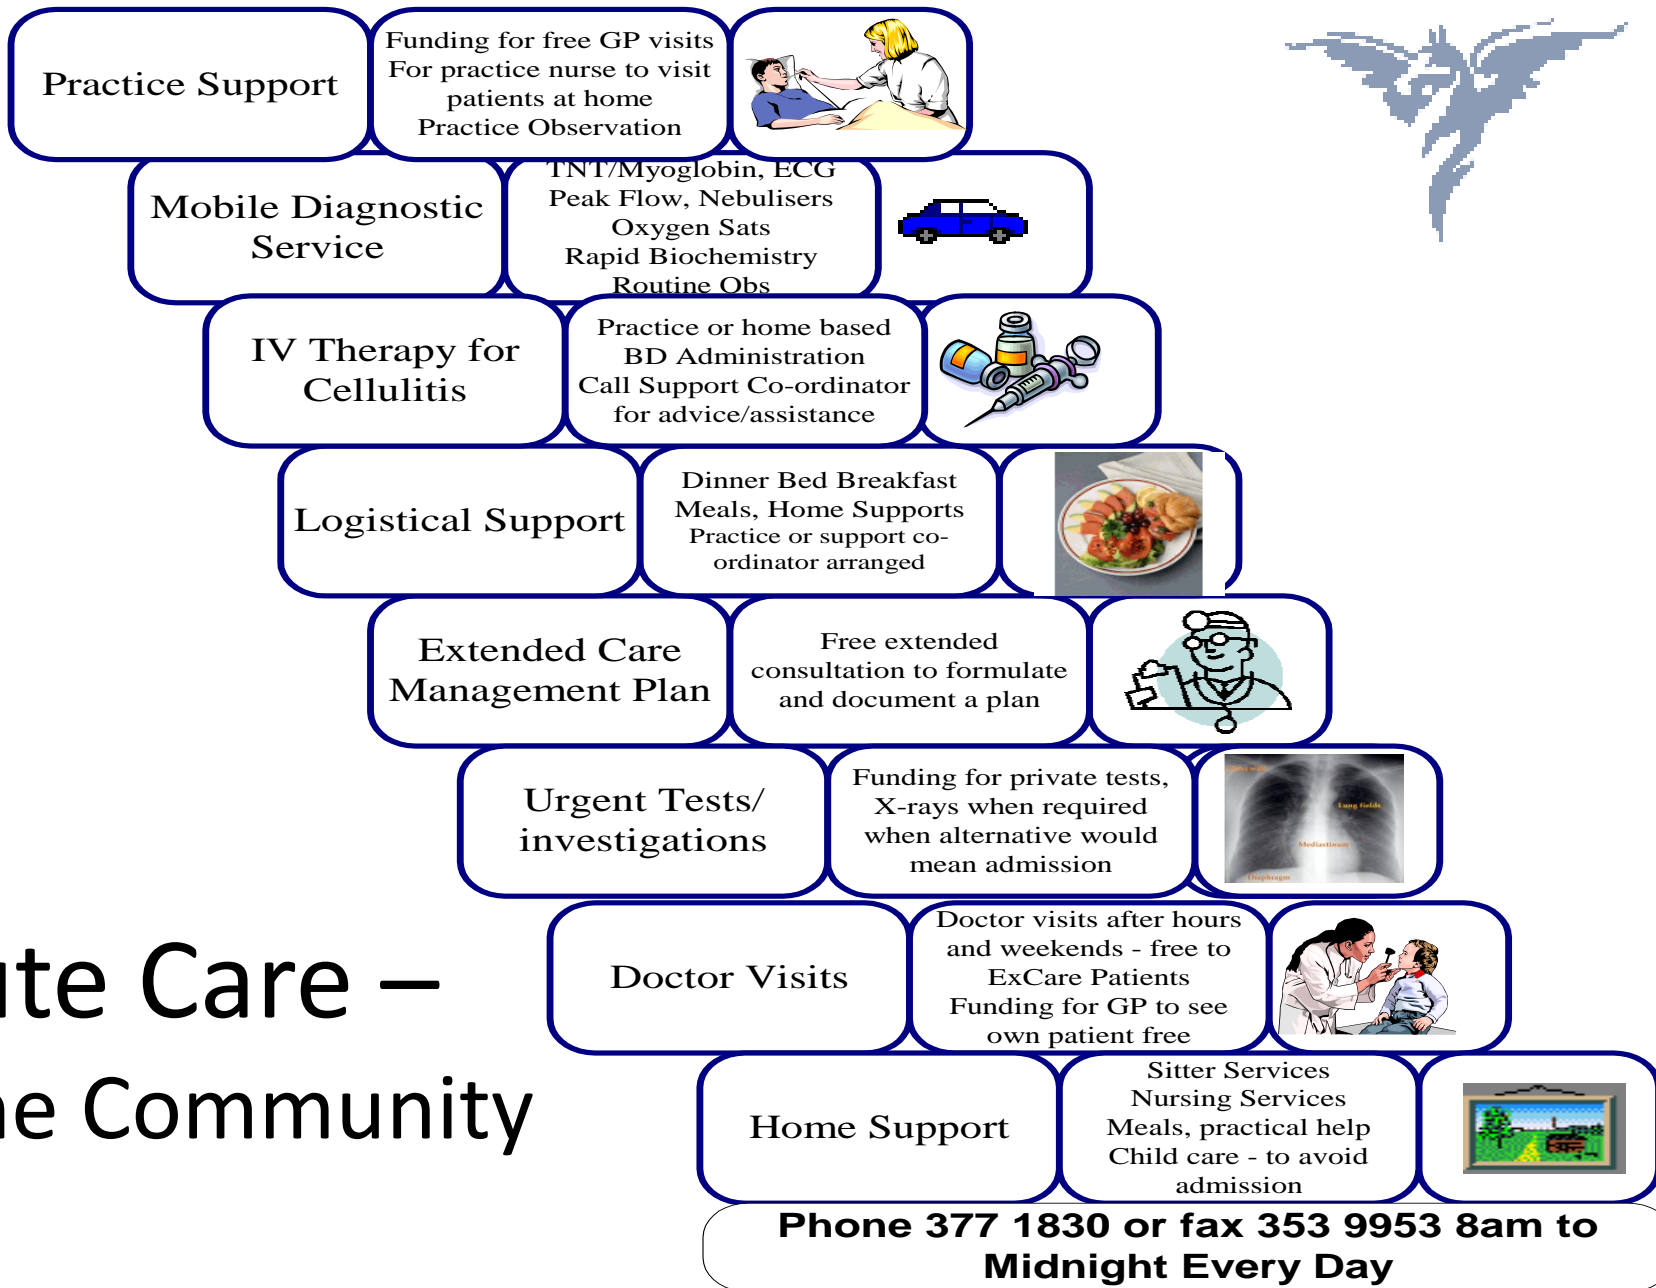 Practice Support
Funding for free GP visits
For practice nurse to visit
patients at home
Practice Observation
Mobile Diagnostic
Service
TNT/Myoglobin, ECG
Peak Flow, Nebulisers
Oxygen Sats
Rapid Biochemistry
Routine Obs
IV Therapy for
Cellulitis
Practice or home based
BD Administration
Call Support Co-ordinator
for advice/assistance
Logistical Support
Dinner Bed Breakfast
Meals, Home Supports
Practice or support co-
ordinator arranged
Extended Care
Management Plan
Free extended
consultation to formulate
and document a plan
Urgent Tests/
investigations
Funding for private tests,
X-rays when required
when alternative would
mean admission
Lung fields
Mediastinum
Diaphragm
Doctor Visits
Doctor visits after hours
and weekends - free to
ExCare Patients
Funding for GP to see
own patient free
ute Care –
ne Community
Home Support
Sitter Services
Nursing Services
Meals, practical help
Child care - to avoid
admission
Phone 377 1830 or fax 353 9953 8am to
Midnight Every Day